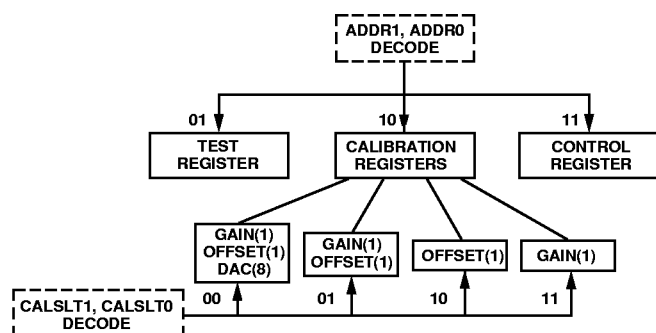 ADDR1, ADDR0
DECODE
01
10
11
TEST
REGISTER
CALIBRATION
REGISTERS
CONTROL
REGISTER
GAIN(1)
OFFSET(1)
DAC(8)
GAIN(1)
OFFSET(1)
OFFSET(1)
GAIN(1)
00
01
10
11
CALSLT1, CALSLT0
DECODE